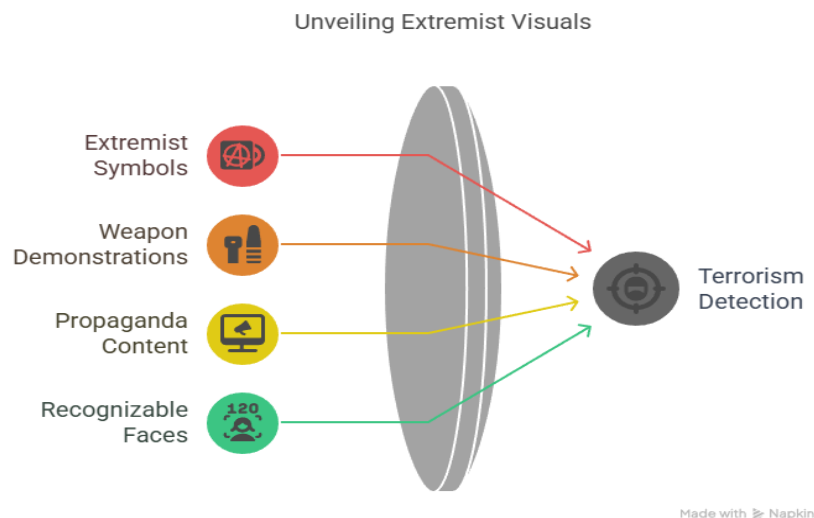 Unveiling Extremist Visuals
Extremist
Symbols
Weapon
Demonstrations
Propaganda
Content
120
Recognizable
Faces
Terrorism
Detection
Made with Napkin